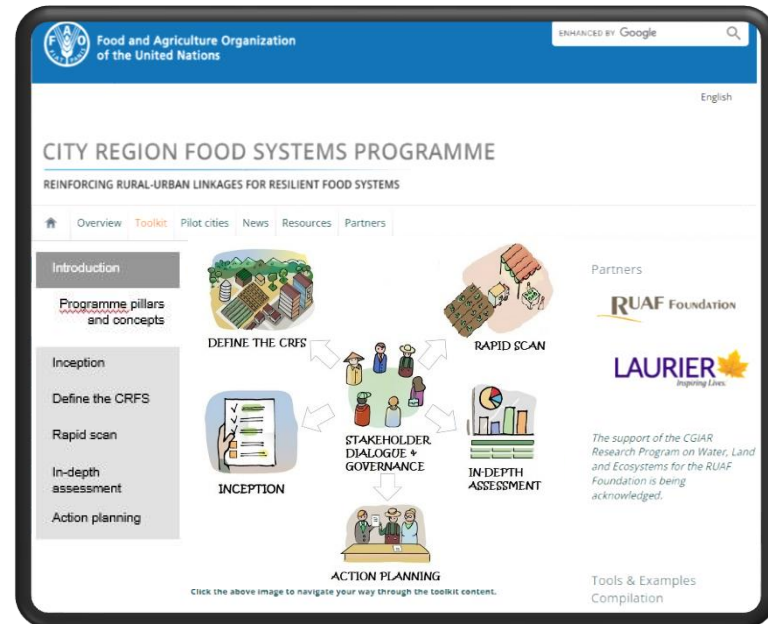 F A O
FIAT PANIS
Food and Agriculture Organization
of the United Nations
ENHANCED BY Google
English
CITY REGION FOOD SYSTEMS PROGRAMME
REINFORCING RURAL-URBAN LINKAGES FOR RESILIENT FOOD SYSTEMS
Overview Toolkit Pilot cities News Resources Partners
Introduction
Programme pillars
and concepts
Inception
Define the CRFS
Rapid scan
In-depth
assessment
Action planning
DEFINE THE CRFS
RAPID SCAN
STAKEHOLDER
DIALOGUE +
GOVERNANCE
INCEPTION
IN-DEPTH
ASSESSMENT
ACTION PLANNING
Click the above image to navigate your way through the toolkit content.
Partners
RUAF FOUNDATION
LAURIER
Inspiring Lives.
The support of the CGIAR
Research Program on Water, Land
and Ecosystems for the RUAF
Foundation is being
acknowledged.
Tools & Examples
Compilation